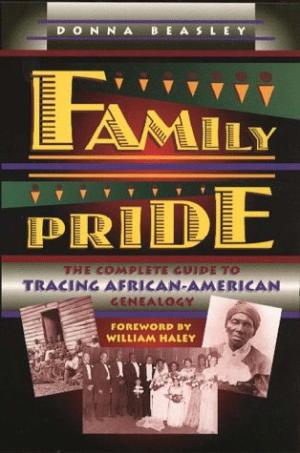 DONNA BEASLEY
FAMILY
PRIDE
THE COMPLETE GUIDE TO
TRACING AFRICAN-AMERICAN
GENEALOGY
FOREWORD BY
WILLIAM HALEY